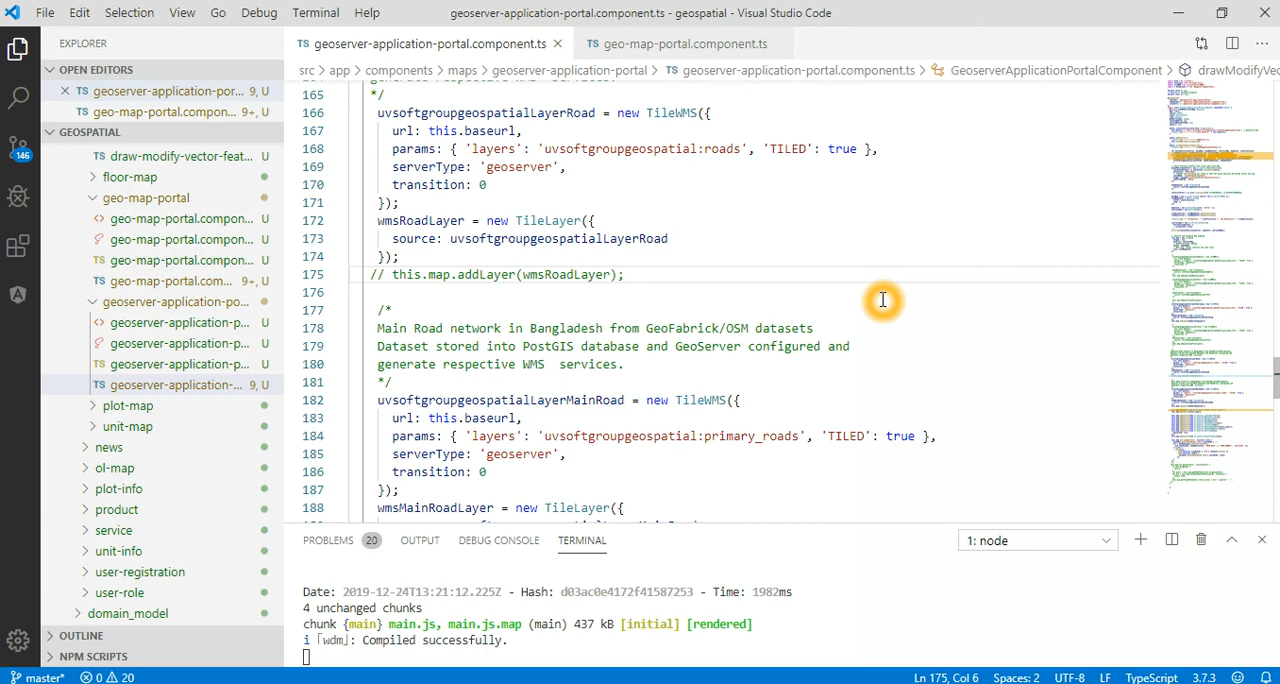 File Edit Selection View Go Debug Terminal Help geoserver-application-portal.component.ts - geospatial - Visual Studio Code
EXPLORER
TS geoserver-application-portal.component.ts
TS geo-map-portal.component.ts
OPEN EDITORS
src > app > components > maps > geoserver-application-portal > TS geoserver-application-portal.component.ts > GeoserverApplicationPortalComponent > drawModifyVec
TS geoserver-application-por... 9, U
TS geo-map-portal.componen... 9+, U
GEOSPATIAL
146
TS draw-modify-vector-feat... U
floor-map
geo-map-portal
<> geo-map-portal.compon... U
geo-map-portal.compon... U
TS geo-map-portal.compon... U
TS geo-map-portal.com... 9+, U
geoserver-application-po...
<> geoserver-application-p... U
geoserver-application-p... U
TS geoserver-application-p... U
TS geoserver-application-... 9, U
plot-map
unit-map
news
ol-map
plot-info
product
service
unit-info
user-registration
user-role
domain_model
OUTLINE
NPM SCRIPTS
165 */
166 uvsoftgroupgeospatialLayerRoad = new TileWMS({
167 url: this.baseurl,
168 params: { 'layers': 'uvsoftgroupgeospatial:roads', 'TILED': true },
169 serverType: 'geoserver',
170 transition: 0
171 });
172 wmsRoadLayer = new TileLayer({
173 source: uvsoftgroupgeospatialLayerRoad
174 });
175 // this.map.addLayer(wmsRoadLayer);
176
177 /*
178 Main Road network in Bangladesh from GeoFabrick/OSM datasets
179 Dataset stored in PostGIS database and GeoServer configured and
180 generate respective WMS services.
181 */
182 uvsoftgroupgeospatialLayerMainRoad = new TileWMS({
183 url: this.baseurl,
184 params: { 'layers': 'uvsoftgroupgeospatial:primary_roads', 'TILED': true },
185 serverType: 'geoserver',
186 transition: 0
187 });
188 wmsMainRoadLayer = new TileLayer({
PROBLEMS 20 OUTPUT DEBUG CONSOLE TERMINAL 1: node
Date: 2019-12-24T13:21:12.225Z - Hash: d03ac0e4172f41587253 - Time: 1982ms
4 unchanged chunks
chunk {main} main.js, main.js.map (main) 437 kB [initial] [rendered]
i ｢wdm｣: Compiled successfully.
master* 0 20 Ln 175, Col 6 Spaces: 2 UTF-8 LF TypeScript 3.7.3